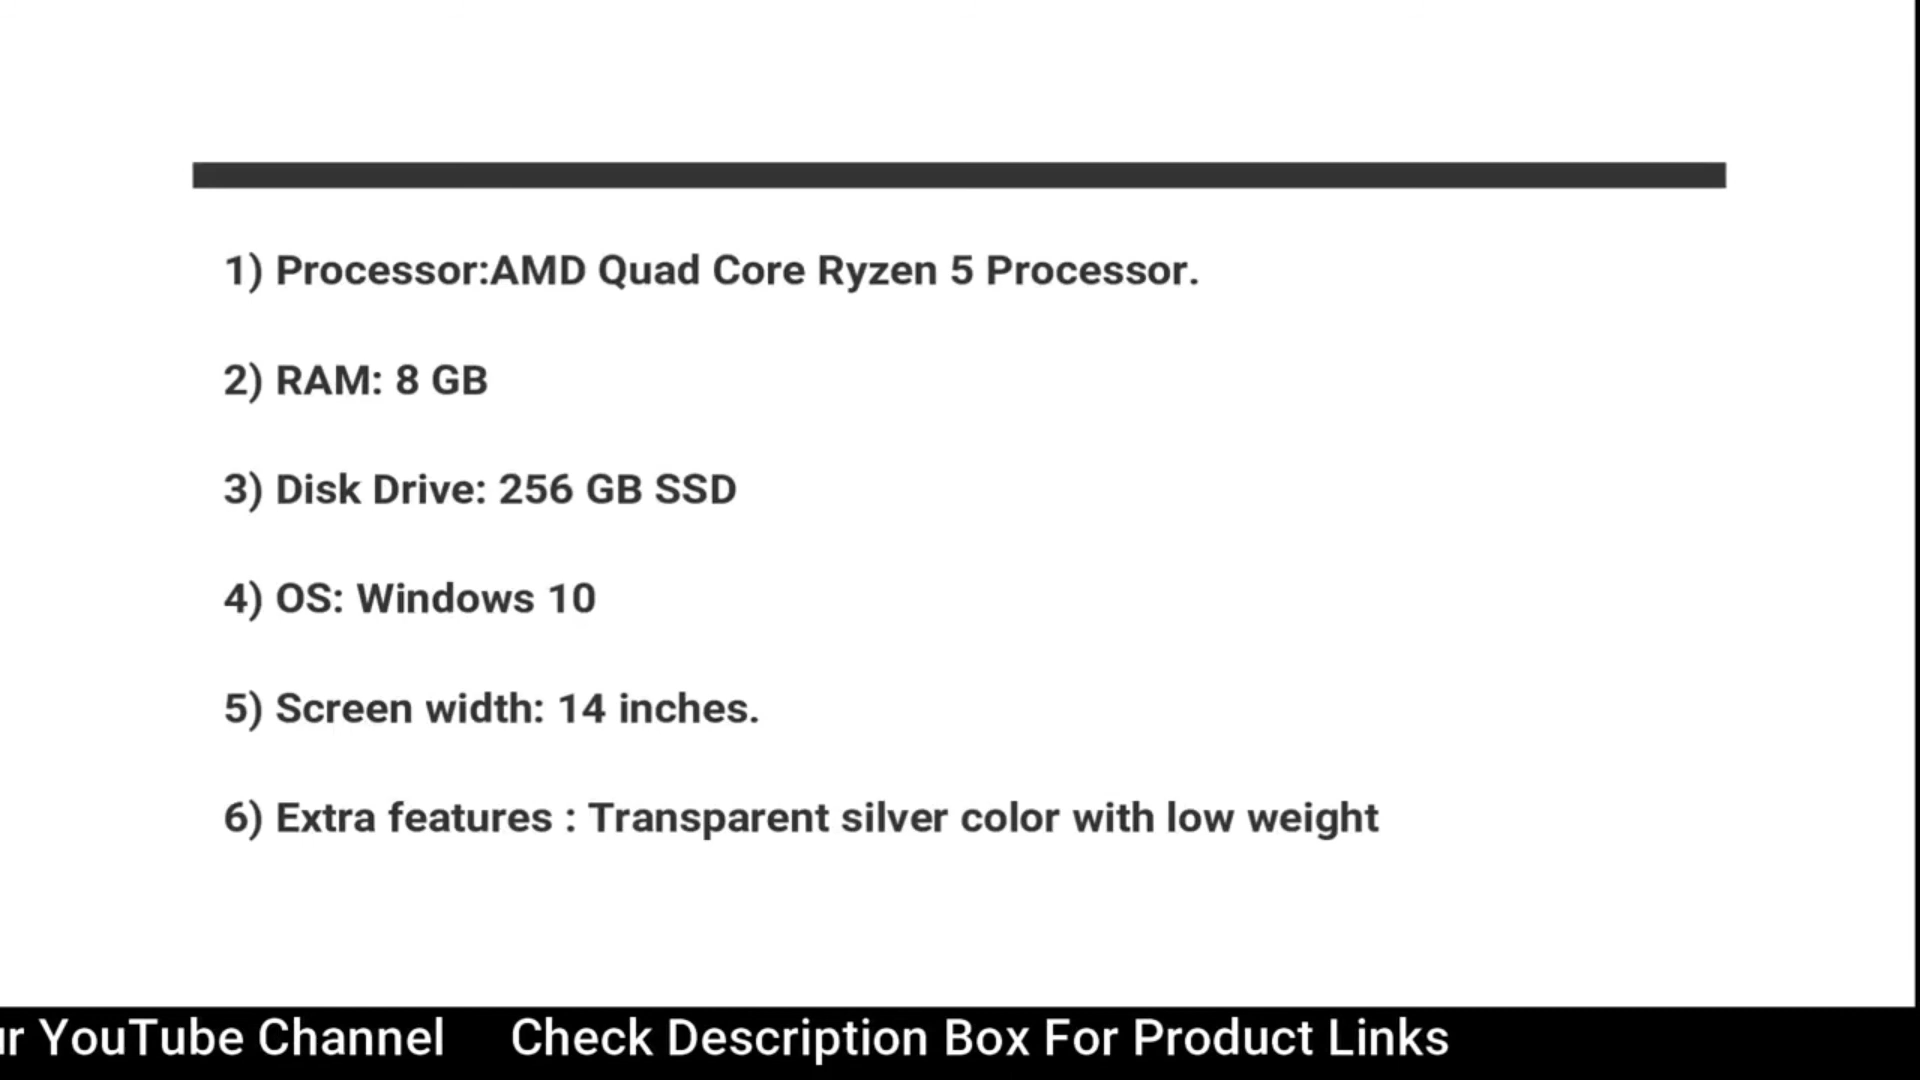 1) Processor:AMD Quad Core Ryzen 5 Processor.
2) RAM: 8 GB
3) Disk Drive: 256 GB SSD
4) OS: Windows 10
5) Screen width: 14 inches.
6) Extra features : Transparent silver color with low weight
YouTube Channel Check Description Box For Product Links